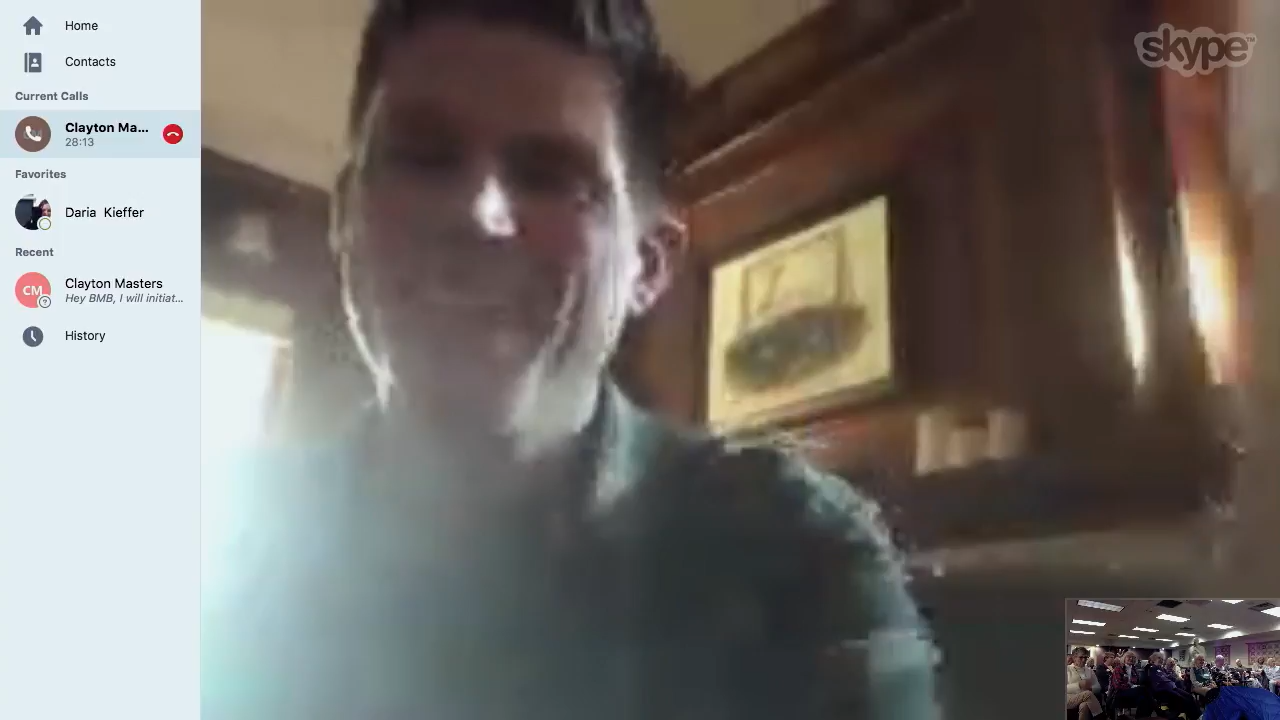 Home
Contacts
Current Calls
Clayton Ma...
28:13
Favorites
Daria Kieffer
Recent
CM
Clayton Masters
Hey BMB, I will initiat...
History
skype™